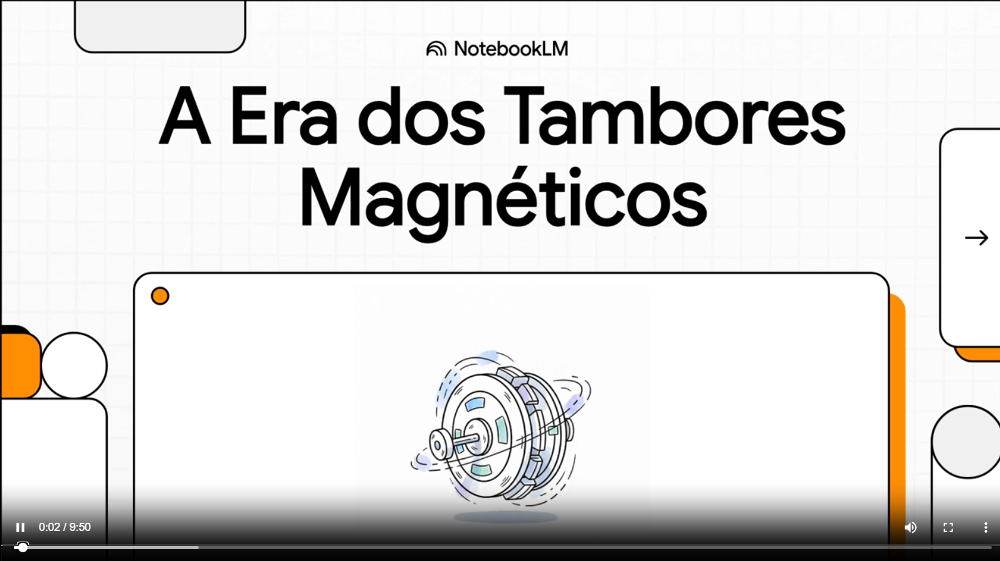 NotebookLM
A Era dos Tambores
Magnéticos
0:02 / 9:50